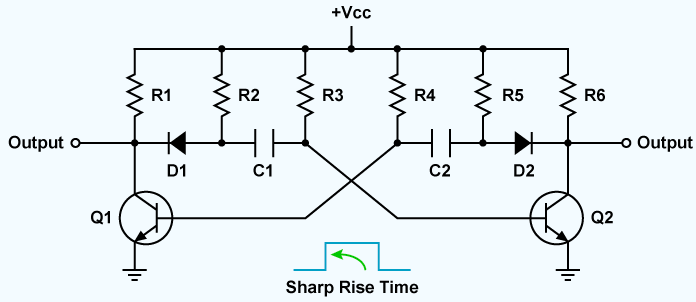 +Vcc
R1
R2
R3
R4
R5
R6
Output
D1
C1
C2
D2
Output
Q1
Q2
Sharp Rise Time